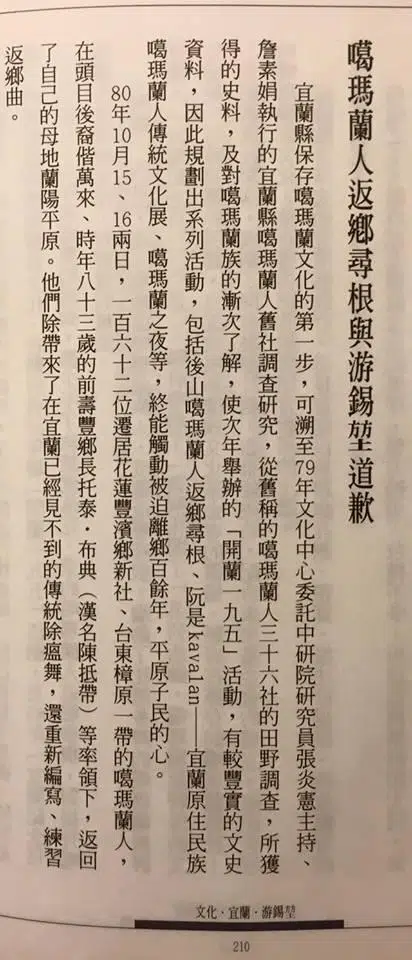 噶瑪蘭人返鄉尋根與游錫堃道歉
宜蘭縣保存噶瑪蘭文化的第一步，可溯至79年文化中心委託中研院研究員張炎憲主持、
詹素娟執行的宜蘭縣噶瑪蘭人舊社調查研究，從舊稱的噶瑪蘭人三十六社的田野調查，所獲
得的史料，及對噶瑪蘭族的漸次了解，使次年舉辦的「開蘭一九五」活動，有較豐實的文史
資料，因此規劃出系列活動，包括後山噶瑪蘭人返鄉尋根、阮是kavalan——宜蘭原住民族
噶瑪蘭人傳統文化展、噶瑪蘭之夜等，終能觸動被迫離鄉百餘年，平原子民的心。
80年10月15、16兩日，一百六十二位遷居花蓮豐濱鄉新社、台東樟原一帶的噶瑪蘭人，
在頭目後裔偕萬來、時年八十三歲的前壽豐鄉長托泰·布典（漢名陳抵帶）等率領下，返回
了自己的母地蘭陽平原。他們除帶來了在宜蘭已經見不到的傳統除瘟舞，還重新編寫、練習
返鄉曲。
文化·宜蘭·游錫堃
210